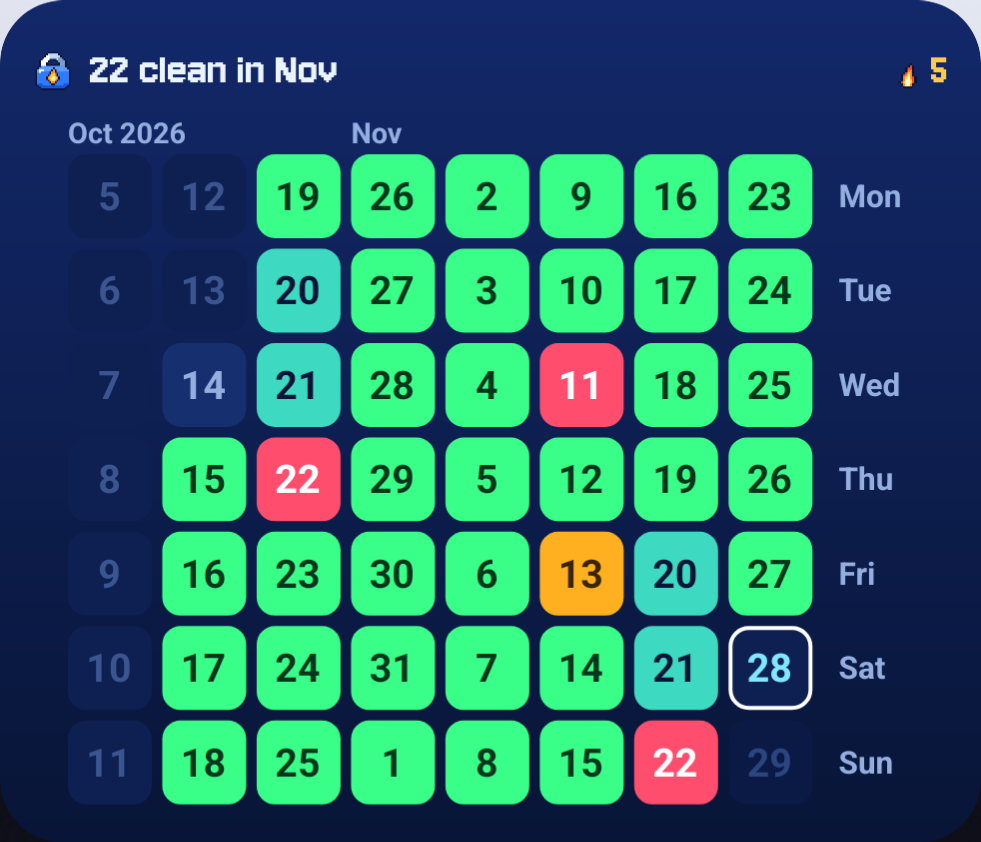 22 clean in Nov 5
Oct 2026 Nov
5 12 19 26 2 9 16 23 Mon
6 13 20 27 3 10 17 24 Tue
7 14 21 28 4 11 18 25 Wed
8 15 22 29 5 12 19 26 Thu
9 16 23 30 6 13 20 27 Fri
10 17 24 31 7 14 21 28 Sat
11 18 25 1 8 15 22 29 Sun